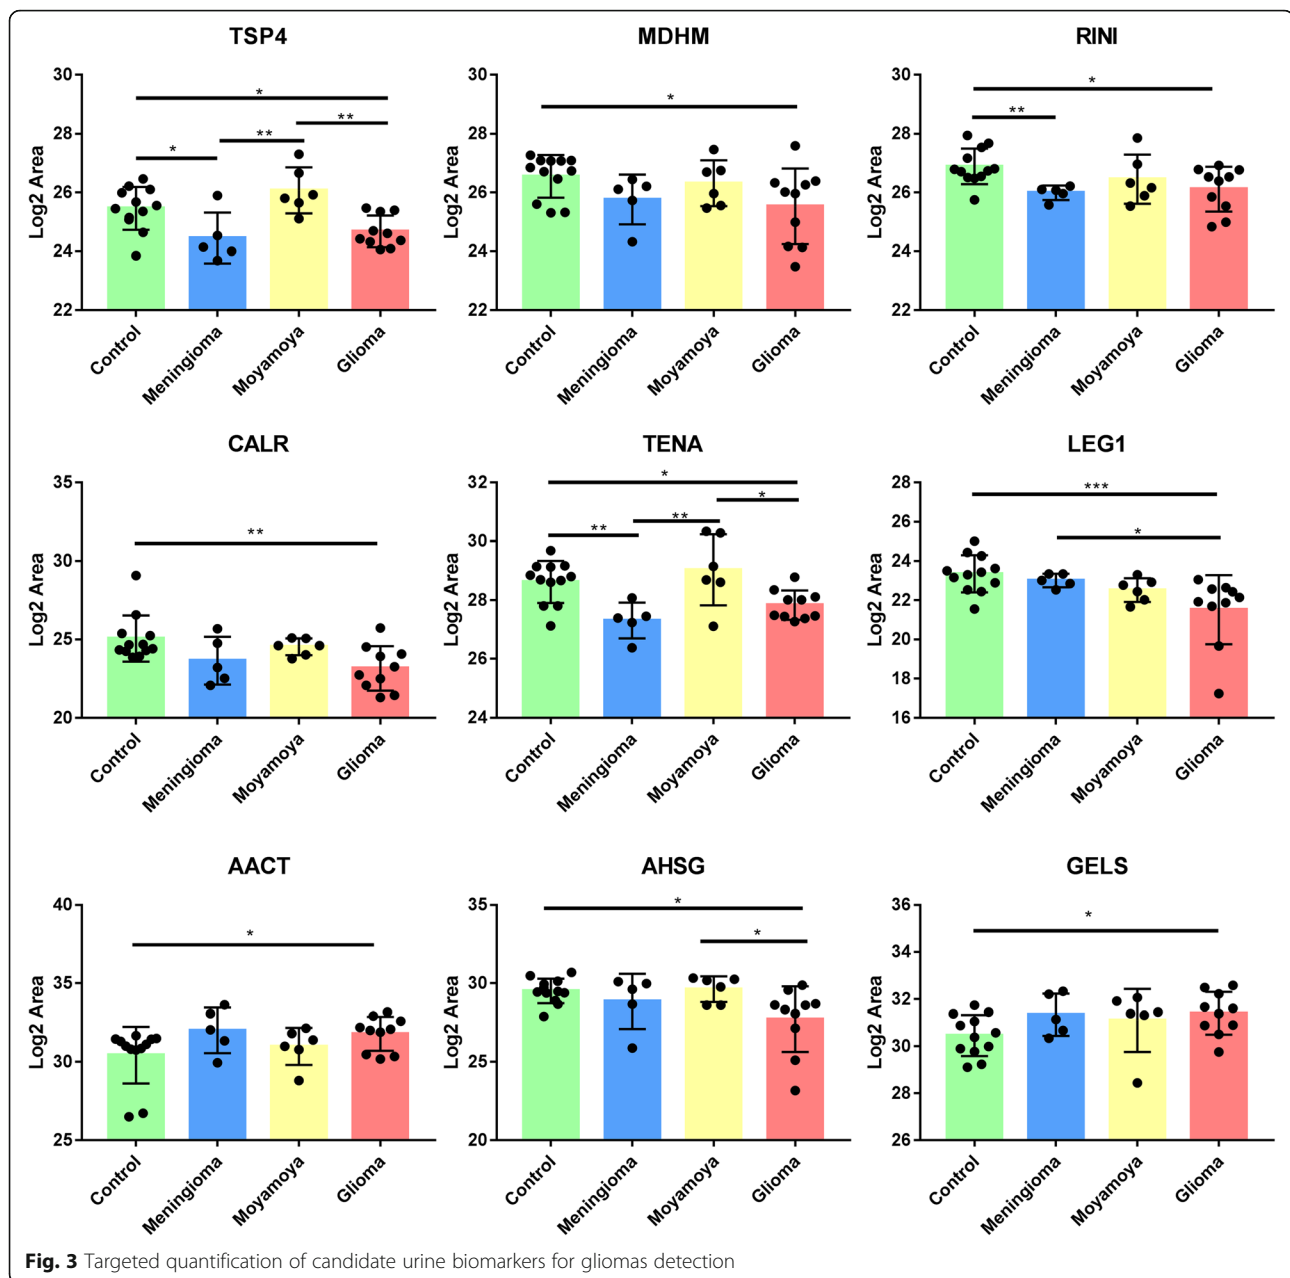 TSP4
30
28
26
24
22
Log2 Area
*
*
**
**
Control
Meningioma
Moyamoya
Glioma
MDHM
30
28
26
24
22
Log2 Area
*
Control
Meningioma
Moyamoya
Glioma
RINI
30
28
26
24
22
Log2 Area
*
**
Control
Meningioma
Moyamoya
Glioma
CALR
35
30
25
20
Log2 Area
**
Control
Meningioma
Moyamoya
Glioma
TENA
32
30
28
26
24
Log2 Area
*
*
**
**
Control
Meningioma
Moyamoya
Glioma
LEG1
28
26
24
22
20
18
16
Log2 Area
***
*
Control
Meningioma
Moyamoya
Glioma
AACT
40
35
30
25
Log2 Area
*
Control
Meningioma
Moyamoya
Glioma
AHSG
35
30
25
20
Log2 Area
*
*
Control
Meningioma
Moyamoya
Glioma
GELS
36
34
32
30
28
26
Log2 Area
*
Control
Meningioma
Moyamoya
Glioma
Fig. 3 Targeted quantification of candidate urine biomarkers for gliomas detection